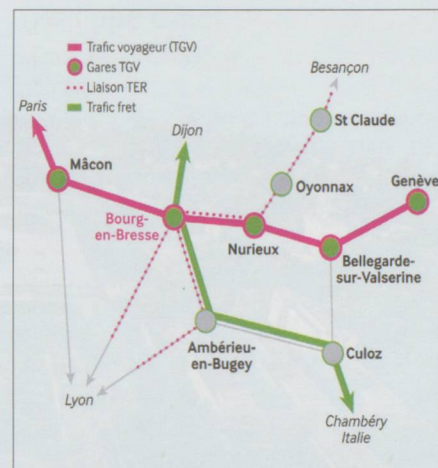 Trafic voyageur (TGV)
Gares TGV
Liaison TER
Trafic fret
Besançon
Paris
Dijon
St Claude
Mâcon
Oyonnax
Genève
Bourg-
en-Bresse
Nurieux
Bellegarde-
sur-Valserine
Ambérieu-
en-Bugey
Culoz
Lyon
Chambéry
Italie